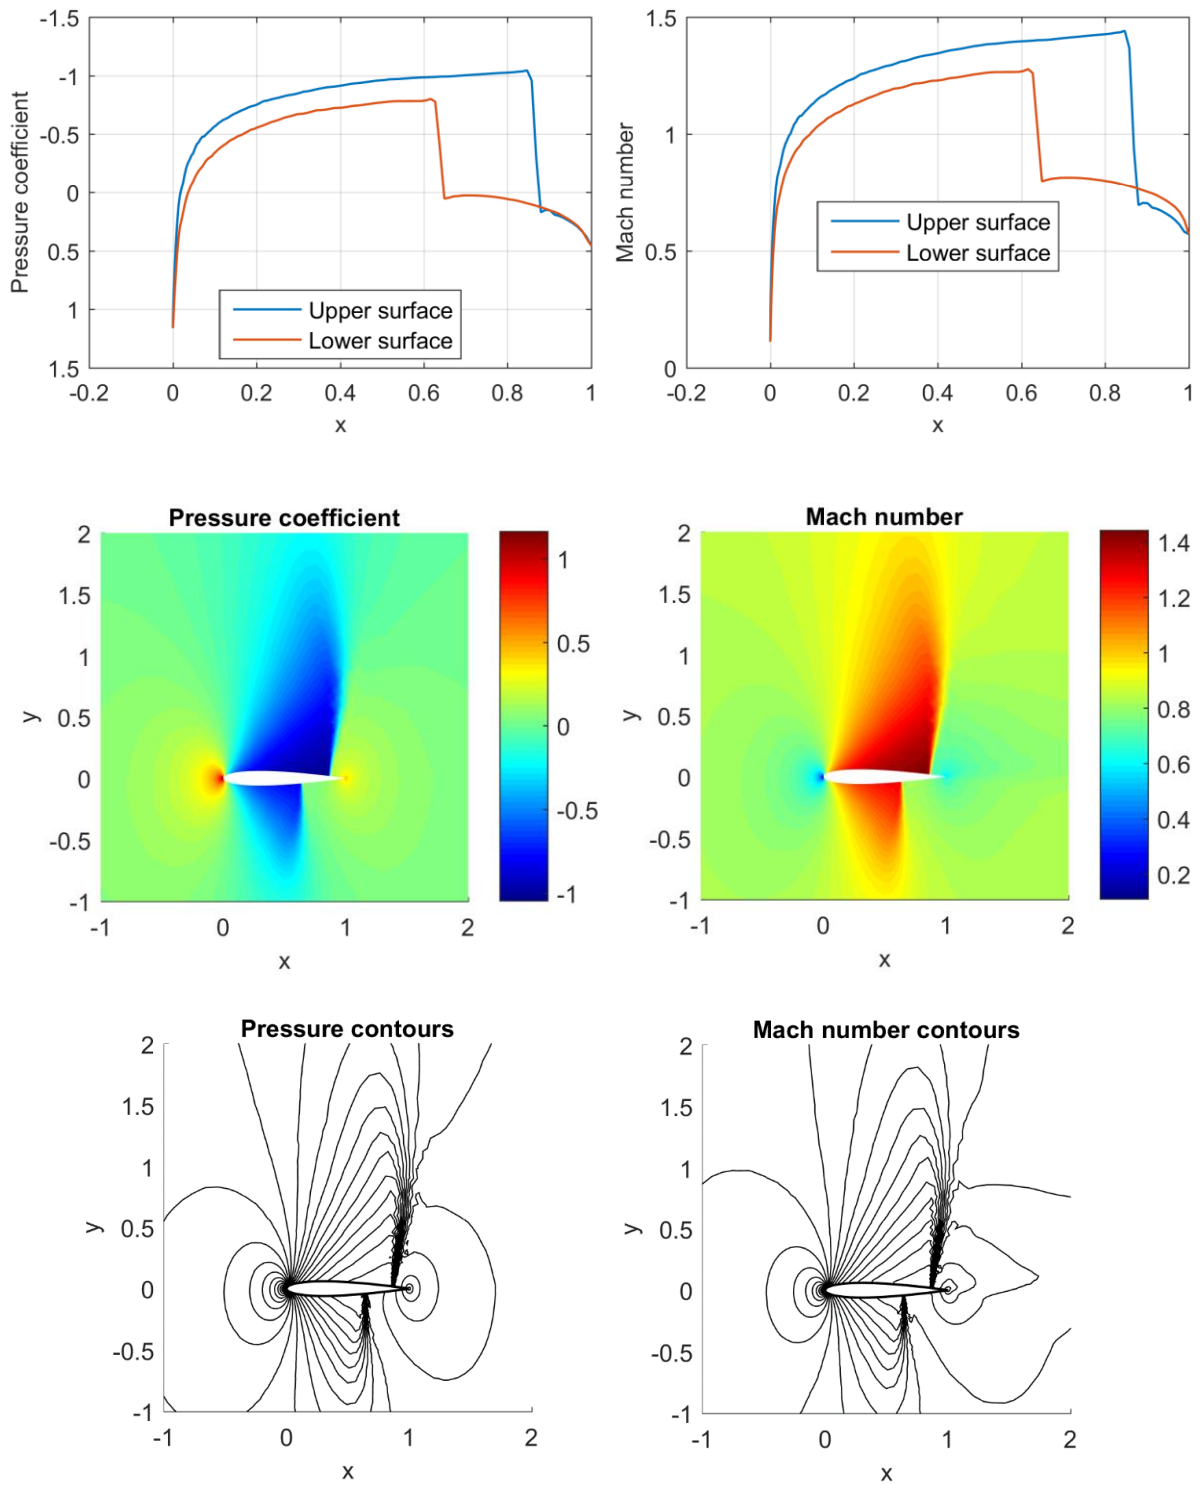 -1.5
-1
-0.5
0
0.5
1
1.5
Pressure coefficient
Upper surface
Lower surface
-0.2 0 0.2 0.4 0.6 0.8 1
x
1.5
1
0.5
0
Mach number
Upper surface
Lower surface
-0.2 0 0.2 0.4 0.6 0.8 1
x
Pressure coefficient
2
1.5
1
0.5
0
-0.5
-1
y
-1 0 1 2
x
1
0.5
0
-0.5
-1
Mach number
2
1.5
1
0.5
0
-0.5
-1
y
-1 0 1 2
x
1.4
1.2
1
0.8
0.6
0.4
0.2
Pressure contours
2
1.5
1
0.5
0
-0.5
-1
y
-1 0 1 2
x
Mach number contours
2
1.5
1
0.5
0
-0.5
-1
y
-1 0 1 2
x